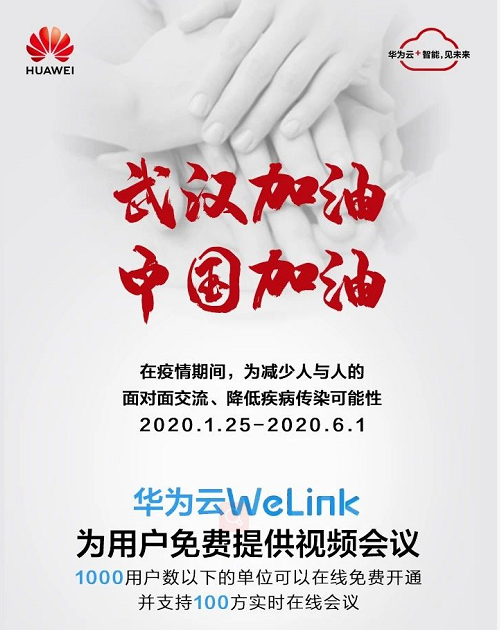 HUAWEI
华为云+智能,见未来
武汉加油
中国加油
在疫情期间，为减少人与人的
面对面交流、降低疾病传染可能性
2020.1.25-2020.6.1
华为云WeLink
为用户免费提供视频会议
1000用户数以下的单位可以在线免费开通
并支持100方实时在线会议